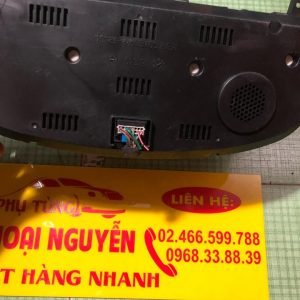 PHỤ TÙNG
LIÊN HỆ:
OẠI NGUYỄN
02.466.599.788
0968.33.88.39
T HÀNG NHANH